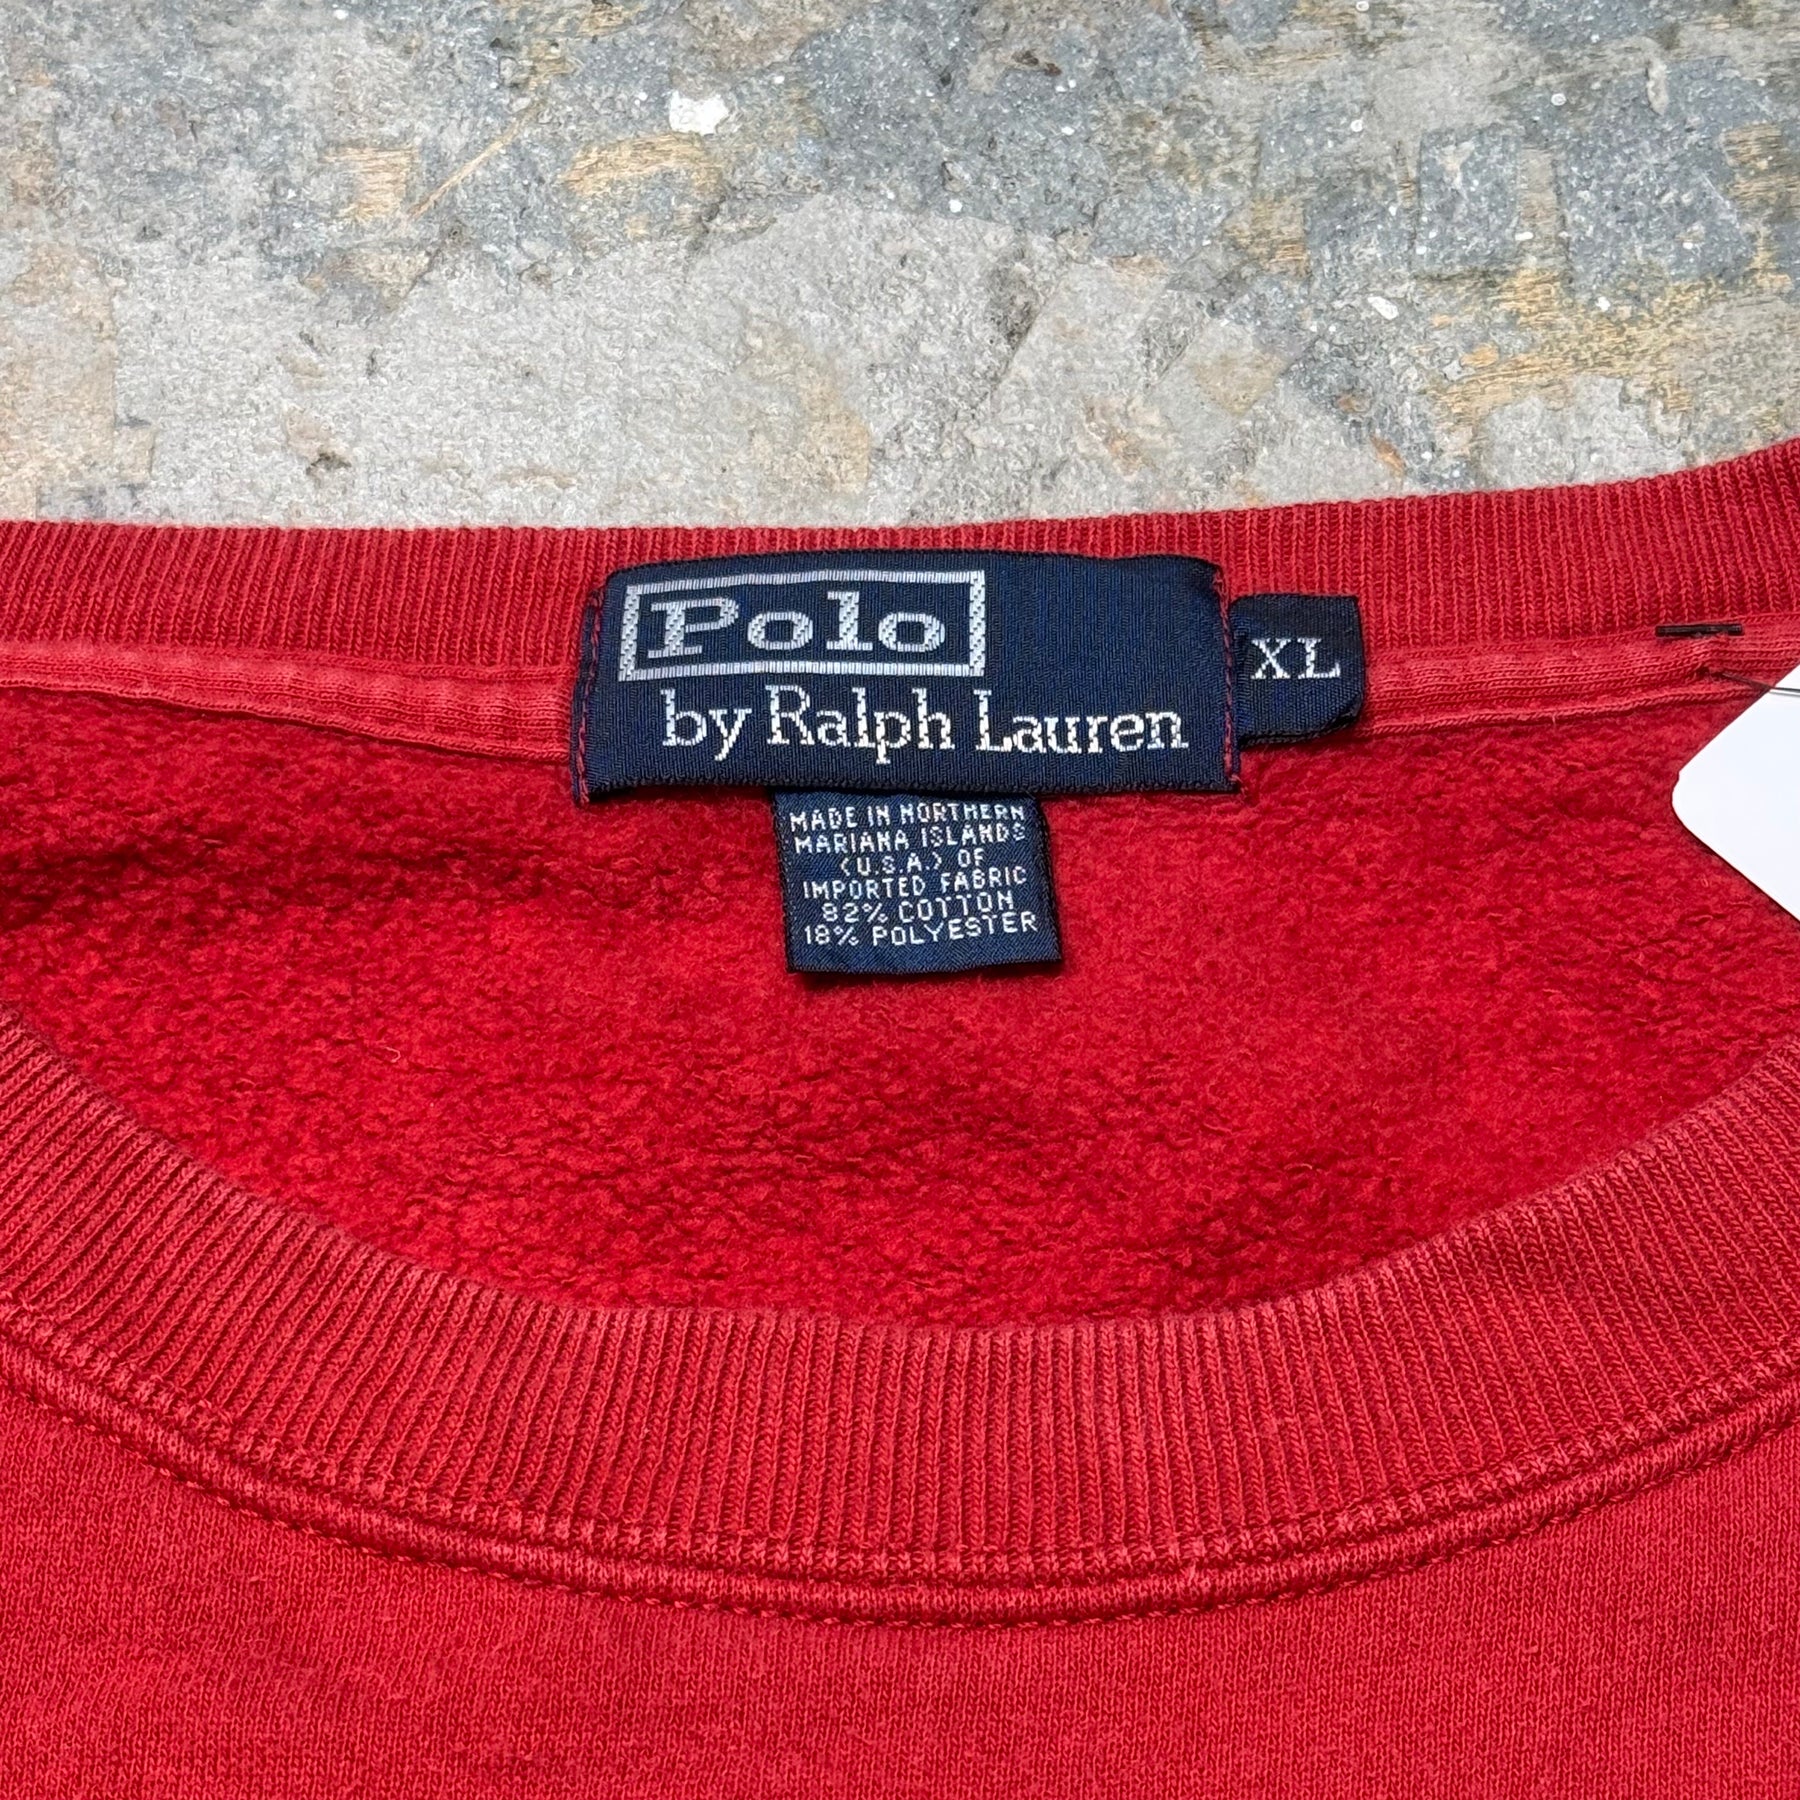 Polo
by Ralph Lauren
XL
MADE IN NORTHERN
MARIANA ISLANDS
(U.S.A.) OF
IMPORTED FABRIC
82% COTTON
18% POLYESTER